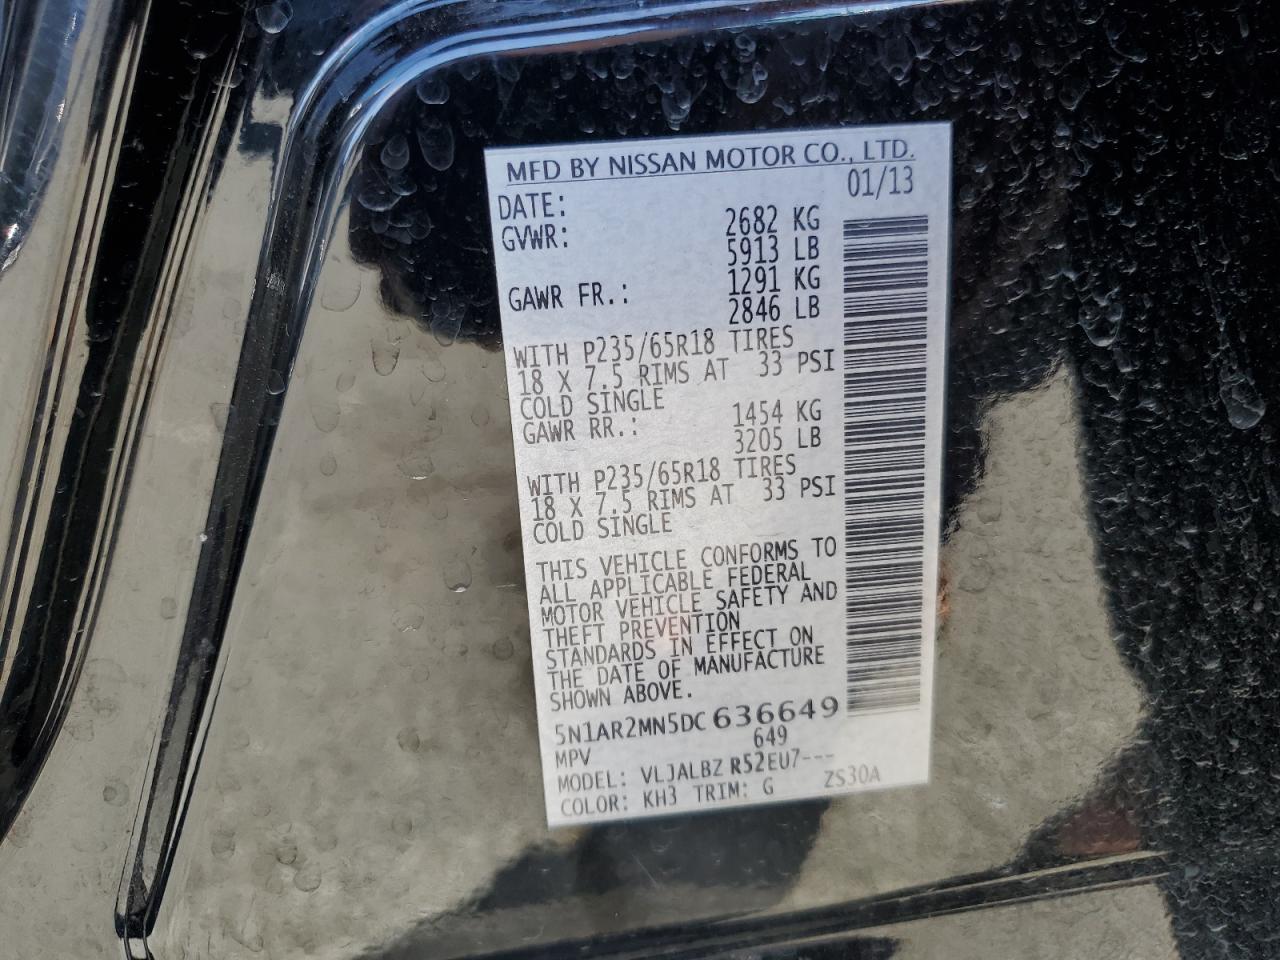 MFD BY NISSAN MOTOR CO., LTD.
DATE: 01/13
GVWR: 2682 KG
5913 LB
GAWR FR.: 1291 KG
2846 LB
WITH P235/65R18 TIRES
18 X 7.5 RIMS AT 33 PSI
COLD SINGLE
GAWR RR.: 1454 KG
3205 LB
WITH P235/65R18 TIRES
18 X 7.5 RIMS AT 33 PSI
COLD SINGLE
THIS VEHICLE CONFORMS TO
ALL APPLICABLE FEDERAL
MOTOR VEHICLE SAFETY AND
THEFT PREVENTION
STANDARDS IN EFFECT ON
THE DATE OF MANUFACTURE
SHOWN ABOVE.
5N1AR2MN5DC636649
MPV 649
MODEL: VLJALBZ R52EU7---
COLOR: KH3 TRIM: G ZS30A